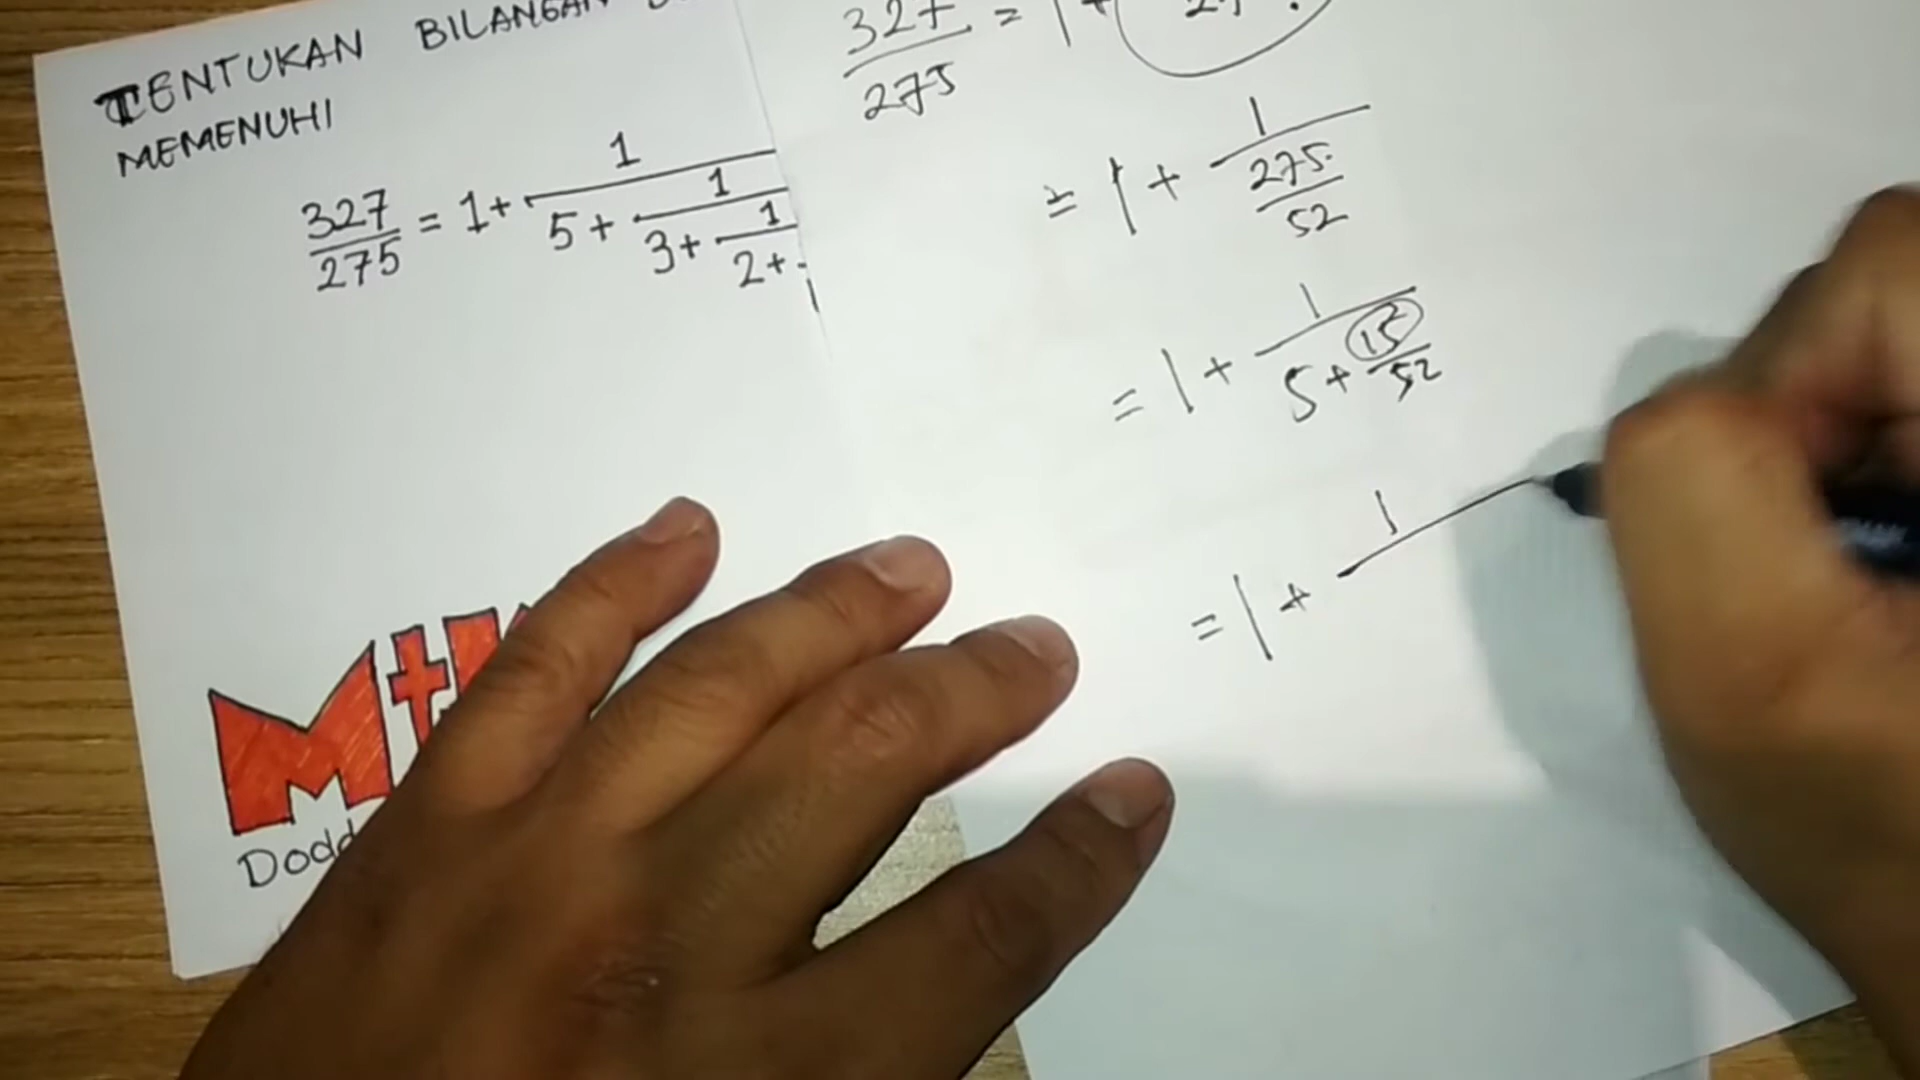 TENTUKAN BILANGAN
MEMENUHI
327/275 = 1 + 1/(5 + 1/(3 + 1/(2 +
Mt
Dodd
327/275 = 1 +
= 1 + 1/(275/52)
= 1 + 1/(5 + 15/52)
= 1 + 1/